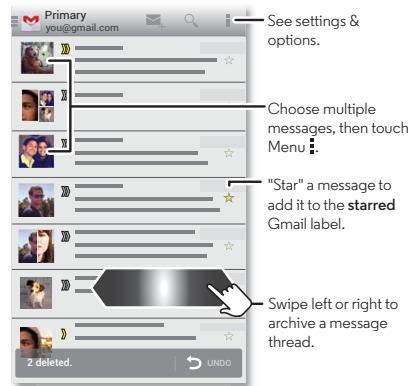 Primary
you@gmail.com
See settings &
options.
Choose multiple
messages, then touch
Menu .
"Star" a message to
add it to the starred
Gmail label.
Swipe left or right to
archive a message
thread.
2 deleted.
UNDO